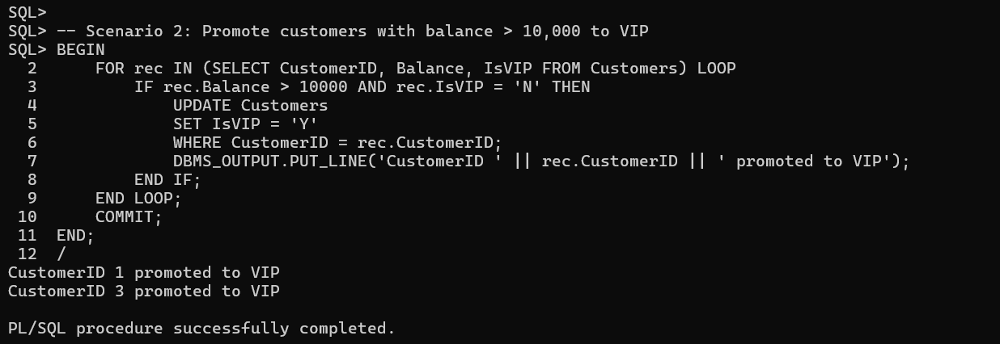 SQL>
SQL> -- Scenario 2: Promote customers with balance > 10,000 to VIP
SQL> BEGIN
  2      FOR rec IN (SELECT CustomerID, Balance, IsVIP FROM Customers) LOOP
  3          IF rec.Balance > 10000 AND rec.IsVIP = 'N' THEN
  4              UPDATE Customers
  5              SET IsVIP = 'Y'
  6              WHERE CustomerID = rec.CustomerID;
  7              DBMS_OUTPUT.PUT_LINE('CustomerID ' || rec.CustomerID || ' promoted to VIP');
  8          END IF;
  9      END LOOP;
 10      COMMIT;
 11  END;
 12  /
CustomerID 1 promoted to VIP
CustomerID 3 promoted to VIP

PL/SQL procedure successfully completed.